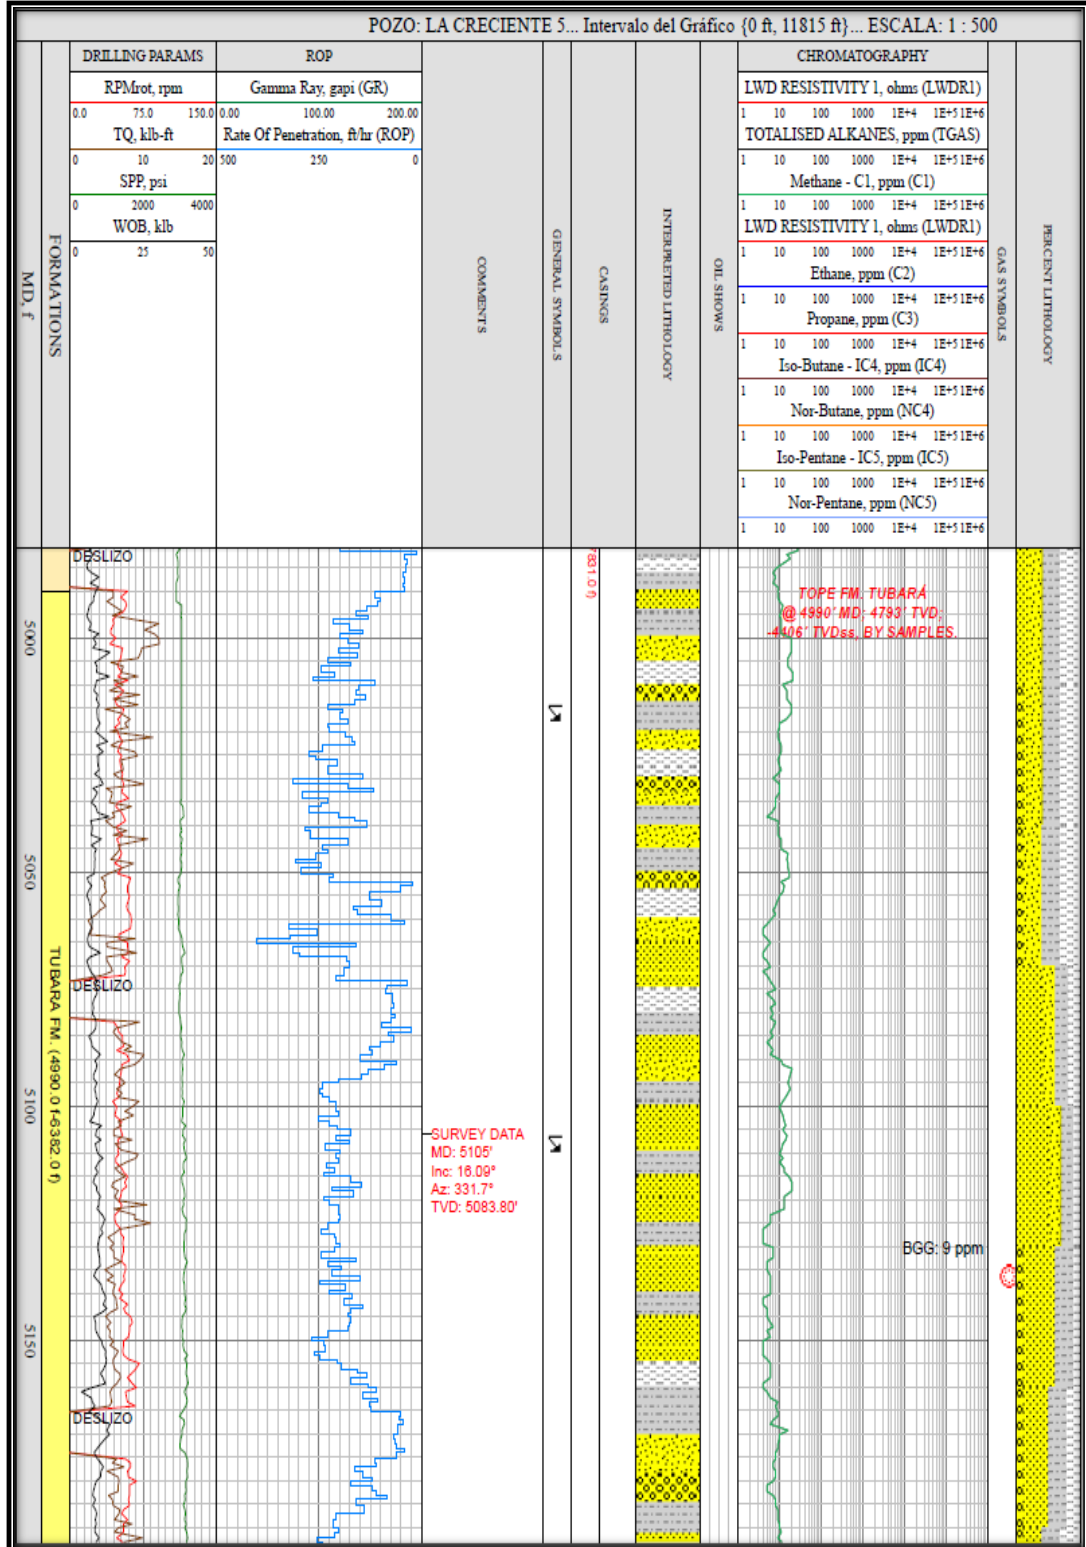 POZO: LA CRECIENTE 5... Intervalo del Gráfico {0 ft, 11815 ft}... ESCALA: 1 : 500
MD, f
FORMATIONS
DRILLING PARAMS
RPMrot, rpm
0.0 75.0 150.0
TQ, klb-ft
0 10 20
SPP, psi
0 2000 4000
WOB, klb
0 25 50
ROP
Gamma Ray, gapi (GR)
0.00 100.00 200.00
Rate Of Penetration, ft/hr (ROP)
500 250 0
COMMENTS
GENERAL SYMBOLS
CASINGS
INTERPRETED LITHOLOGY
OIL SHOWS
CHROMATOGRAPHY
LWD RESISTIVITY 1, ohms (LWDR1)
1 10 100 1000 1E+4 1E+5 1E+6
TOTALISED ALKANES, ppm (TGAS)
1 10 100 1000 1E+4 1E+5 1E+6
Methane - C1, ppm (C1)
1 10 100 1000 1E+4 1E+5 1E+6
LWD RESISTIVITY 1, ohms (LWDR1)
1 10 100 1000 1E+4 1E+5 1E+6
Ethane, ppm (C2)
1 10 100 1000 1E+4 1E+5 1E+6
Propane, ppm (C3)
1 10 100 1000 1E+4 1E+5 1E+6
Iso-Butane - IC4, ppm (IC4)
1 10 100 1000 1E+4 1E+5 1E+6
Nor-Butane, ppm (NC4)
1 10 100 1000 1E+4 1E+5 1E+6
Iso-Pentane - IC5, ppm (IC5)
1 10 100 1000 1E+4 1E+5 1E+6
Nor-Pentane, ppm (NC5)
1 10 100 1000 1E+4 1E+5 1E+6
GAS SYMBOLS
PERCENT LITHOLOGY
DESLIZO
7831.0 f)
TOPE FM. TUBARÁ
@ 4990' MD; 4793' TVD;
-4406' TVDss, BY SAMPLES.
5000
5050
TUBARA FM. (4990.0 f-6382.0 f)
DESLIZO
5100
SURVEY DATA
MD: 5105'
Inc: 16.09°
Az: 331.7°
TVD: 5083.80'
BGG: 9 ppm
5150
DESLIZO